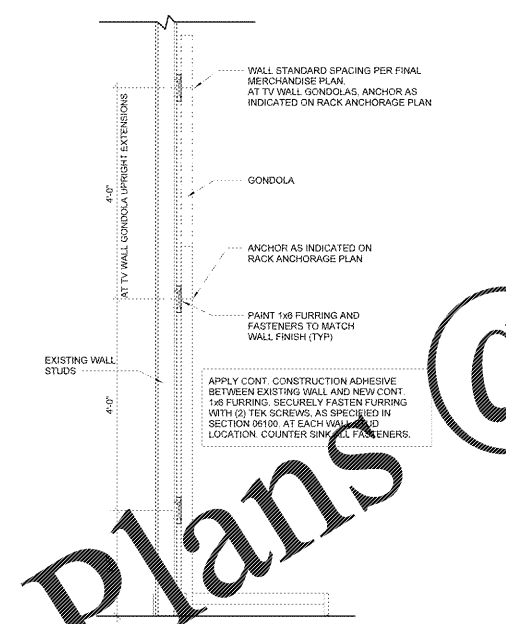 WALL STANDARD SPACING PER FINAL
MERCHANDISE PLAN.
AT TV WALL GONDOLAS, ANCHOR AS
INDICATED ON RACK ANCHORAGE PLAN
4'-0"
AT TV WALL GONDOLA UPRIGHT EXTENSIONS
GONDOLA
ANCHOR AS INDICATED ON
RACK ANCHORAGE PLAN
PAINT 1x6 FURRING AND
FASTENERS TO MATCH
WALL FINISH (TYP)
EXISTING WALL
STUDS
4'-0"
APPLY CONT. CONSTRUCTION ADHESIVE
BETWEEN EXISTING WALL AND NEW CONT.
1x6 FURRING. SECURELY FASTEN FURRING
WITH (2) TEK SCREWS, AS SPECIFIED IN
SECTION 06100, AT EACH WALL STUD
LOCATION. COUNTER SINK ALL FASTENERS.
Plans @